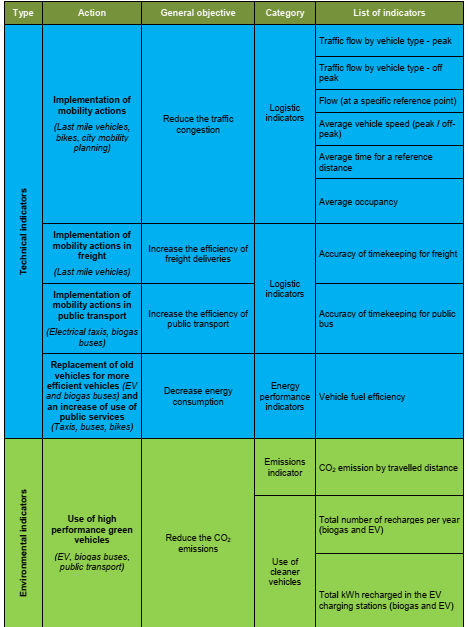 Type Action General objective Category List of indicators
Technical indicators
Implementation of
mobility actions
(Last mile vehicles,
bikes, city mobility
planning)
Reduce the traffic
congestion
Logistic
indicators
Traffic flow by vehicle type - peak
Traffic flow by vehicle type - off
peak
Flow (at a specific reference point)
Average vehicle speed (peak / off-
peak)
Average time for a reference
distance
Average occupancy
Implementation of
mobility actions in
freight
(Last mile vehicles)
Increase the efficiency of
freight deliveries
Logistic
indicators
Accuracy of timekeeping for freight
Implementation of
mobility actions in
public transport
(Electrical taxis, biogas
buses)
Increase the efficiency of
public transport
Accuracy of timekeeping for public
bus
Replacement of old
vehicles for more
efficient vehicles (EV
and biogas buses) and
an increase of use of
public services
(Taxis, buses, bikes)
Decrease energy
consumption
Energy
performance
indicators
Vehicle fuel efficiency
Environmental indicators
Use of high
performance green
vehicles
(EV, biogas buses,
public transport)
Reduce the CO₂
emissions
Emissions
indicator
CO₂ emission by travelled distance
Use of
cleaner
vehicles
Total number of recharges per year
(biogas and EV)
Total kWh recharged in the EV
charging stations (biogas and EV)